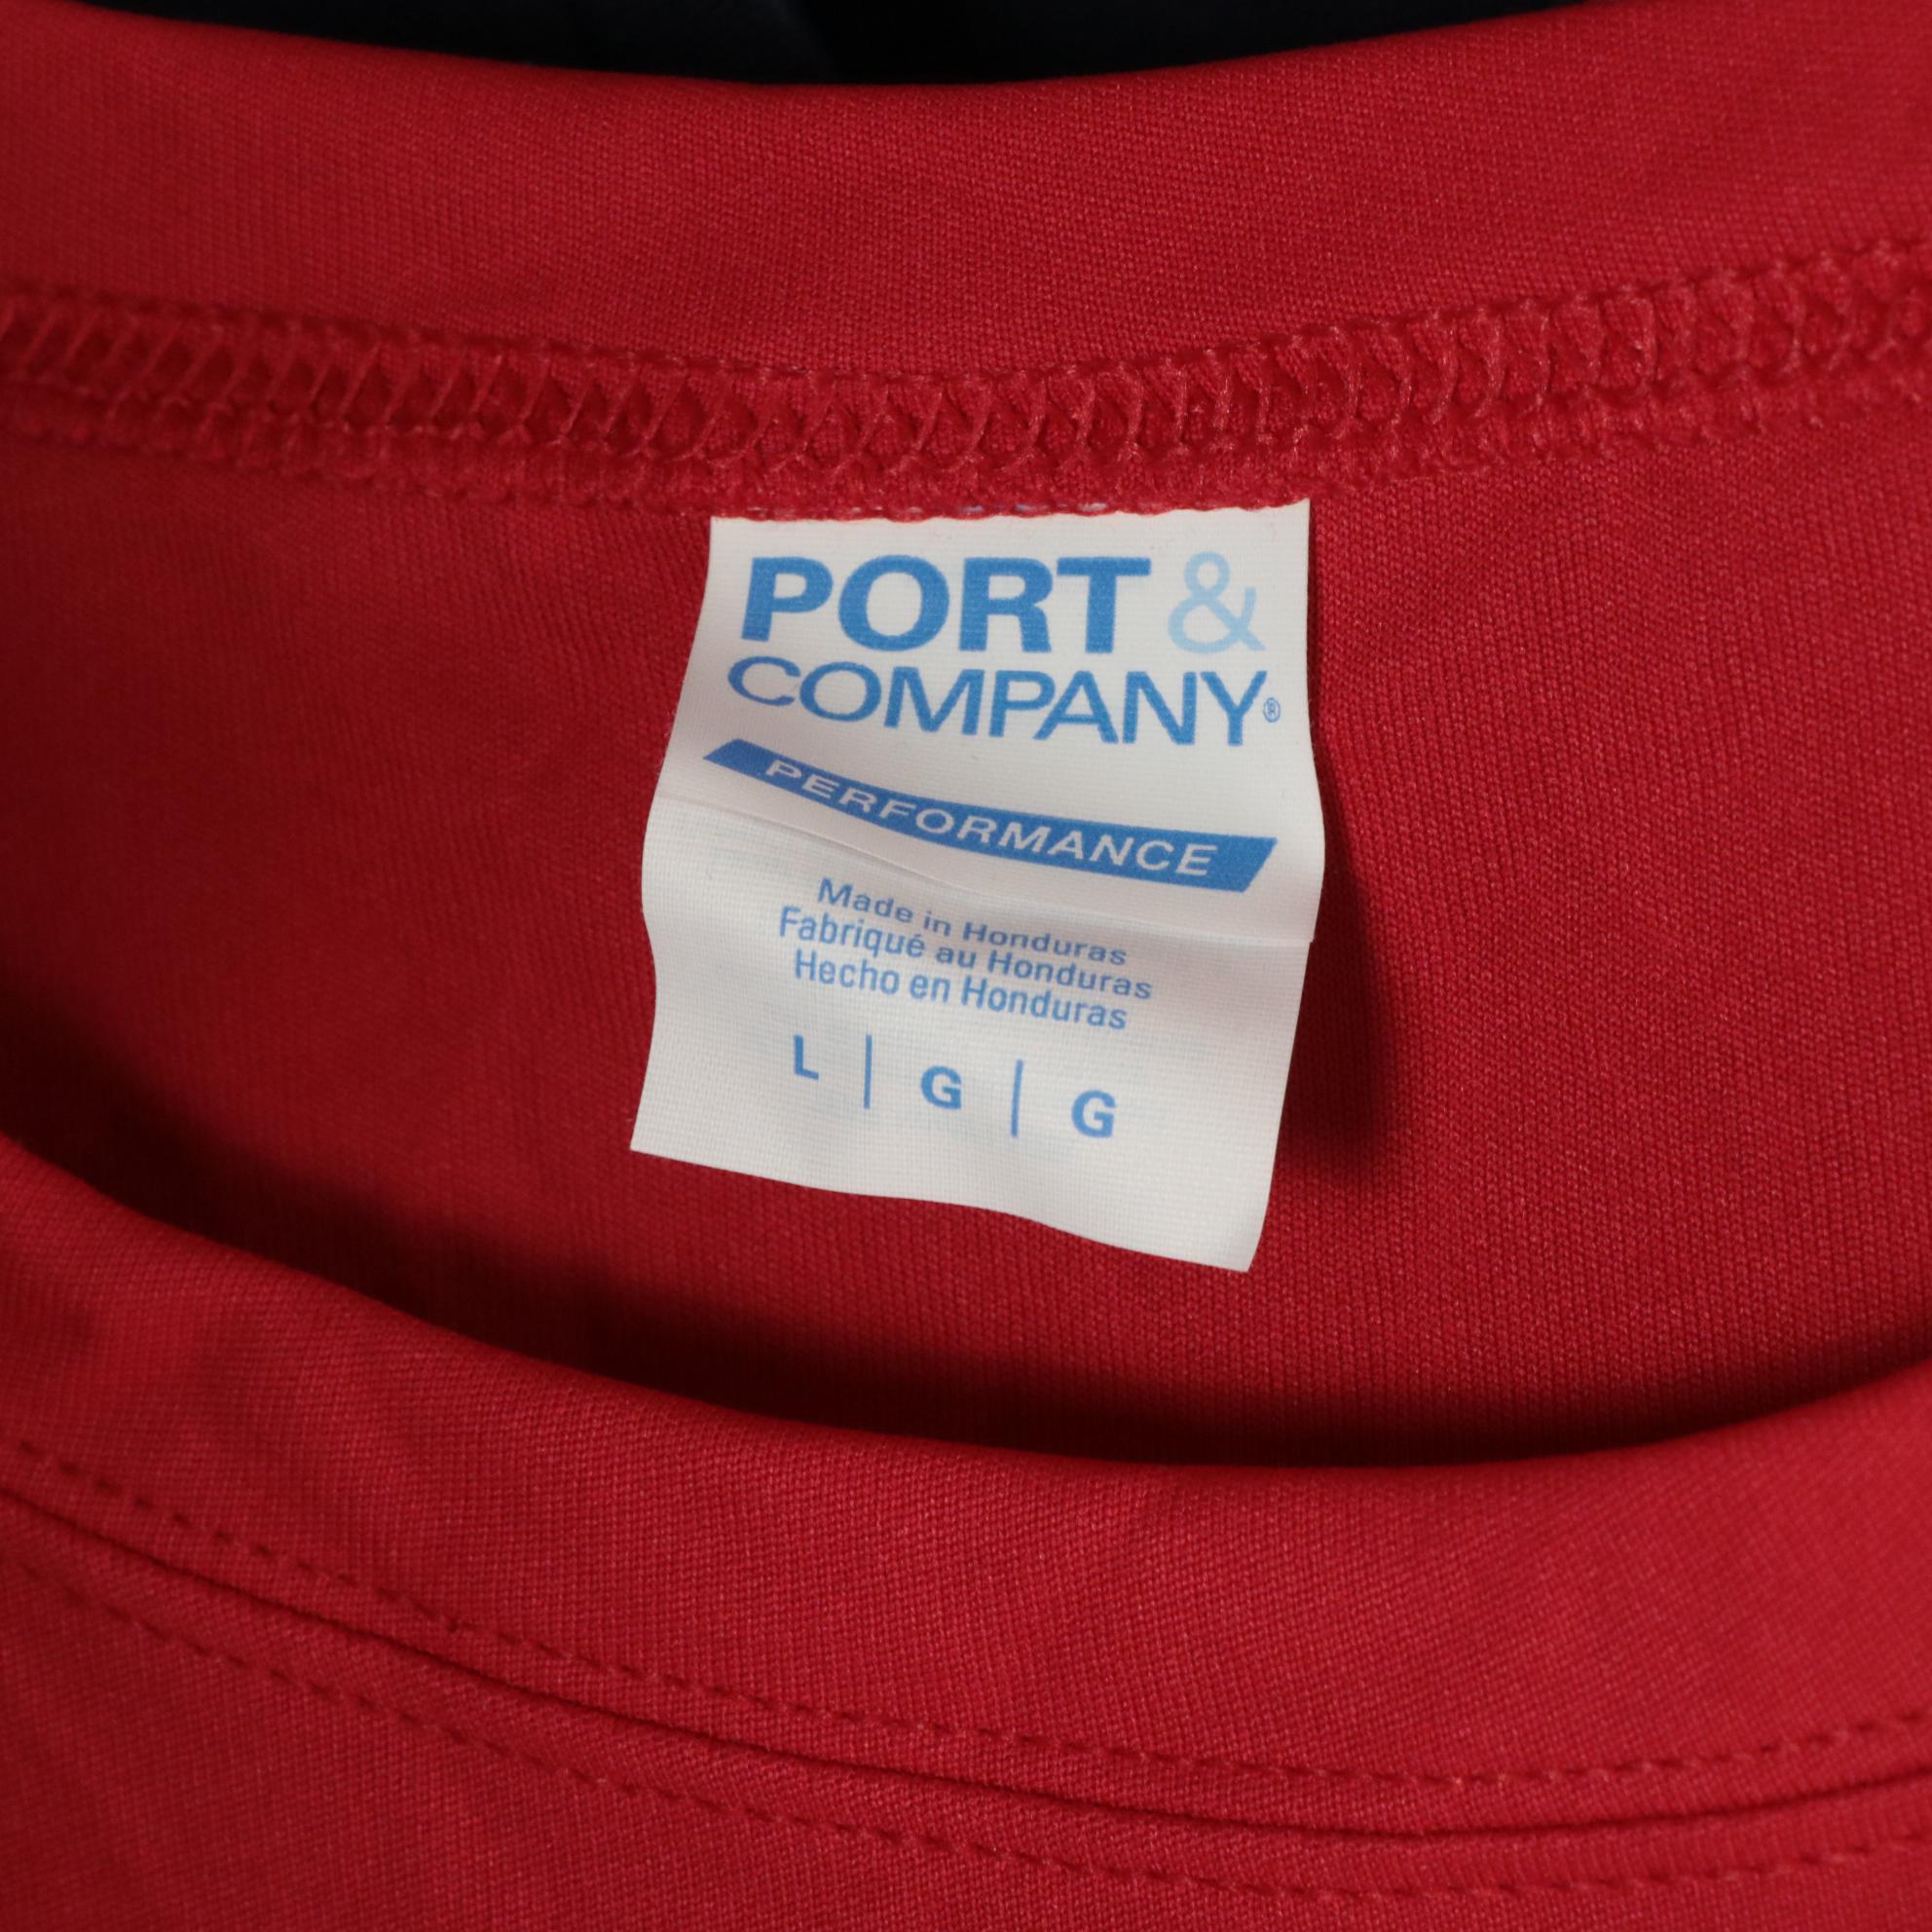 PORT &
COMPANY®
PERFORMANCE
Made in Honduras
Fabriqué au Honduras
Hecho en Honduras
L | G | G